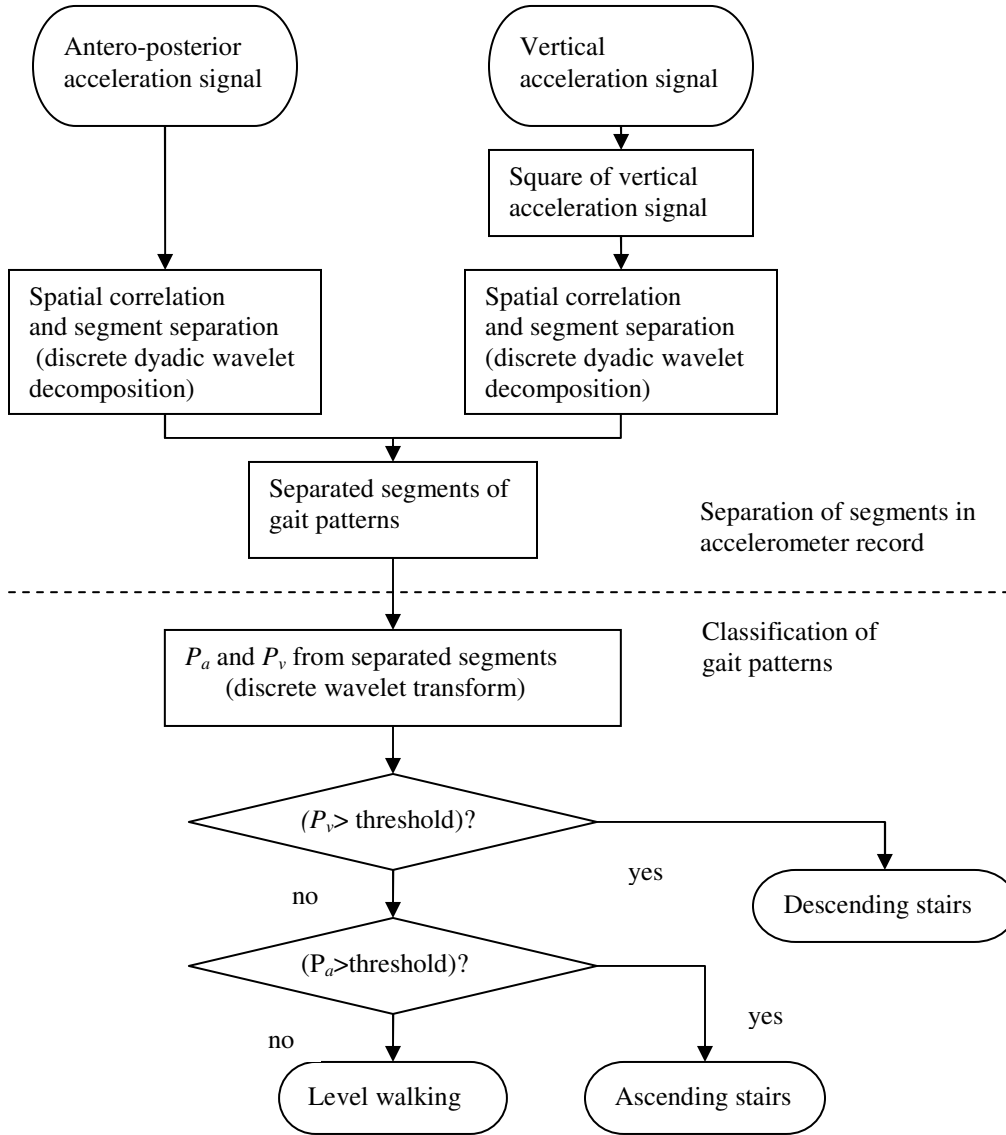 Antero-posterior
acceleration signal
Vertical
acceleration signal
Square of vertical
acceleration signal
Spatial correlation
and segment separation
(discrete dyadic wavelet
decomposition)
Spatial correlation
and segment separation
(discrete dyadic wavelet
decomposition)
Separated segments of
gait patterns
Separation of segments in
accelerometer record
Classification of
gait patterns
Pa and Pv from separated segments
(discrete wavelet transform)
(Pv> threshold)?
yes
no
Descending stairs
(Pa>threshold)?
yes
no
Level walking
Ascending stairs